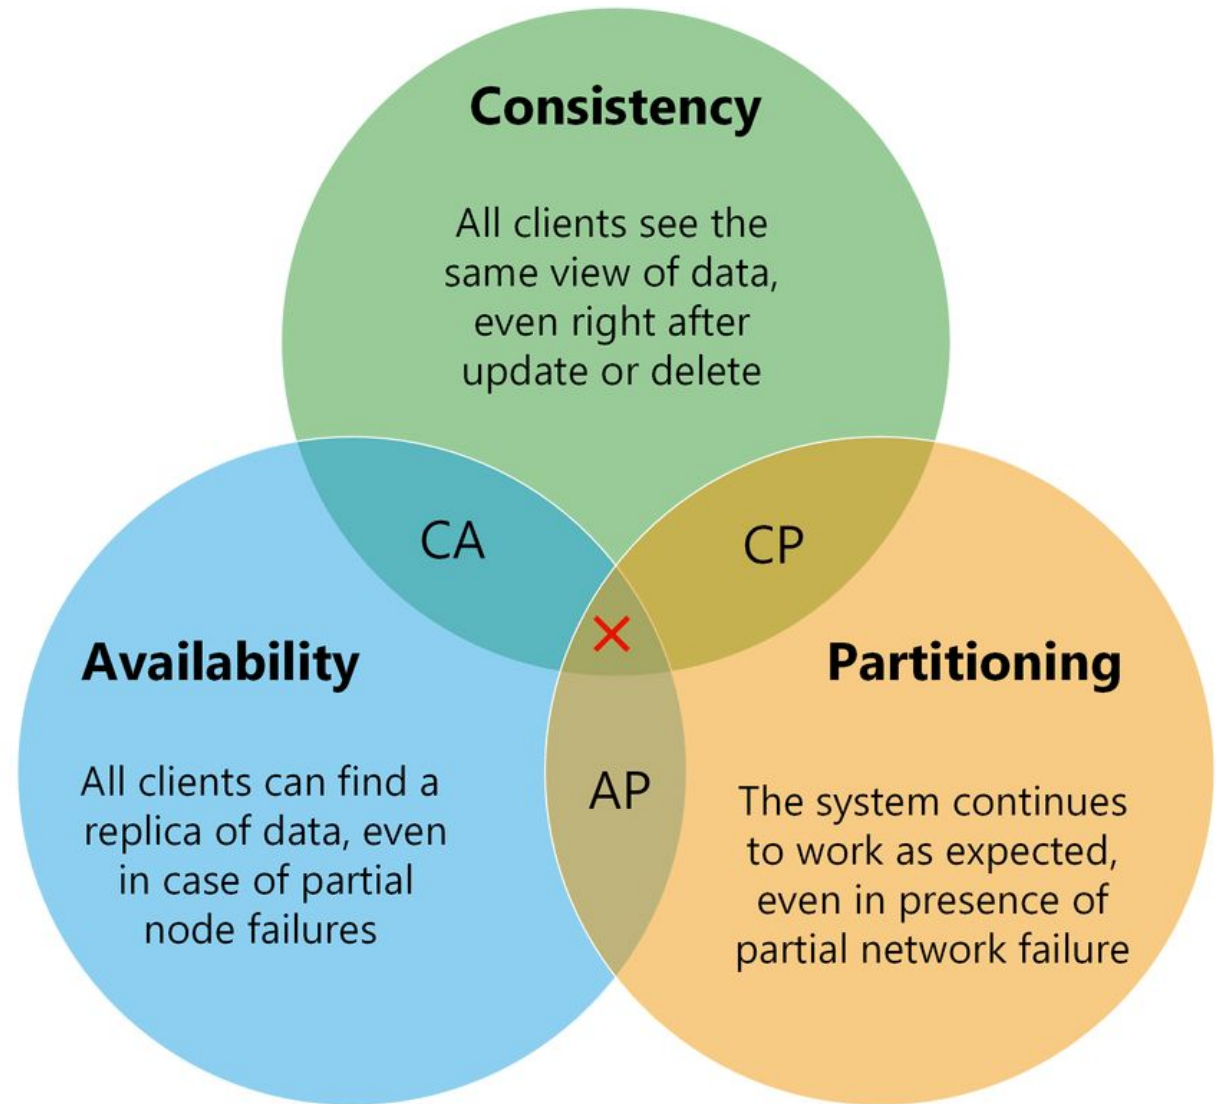 Consistency
All clients see the
same view of data,
even right after
update or delete
CA
CP
Availability
All clients can find a
replica of data, even
in case of partial
node failures
AP
Partitioning
The system continues
to work as expected,
even in presence of
partial network failure